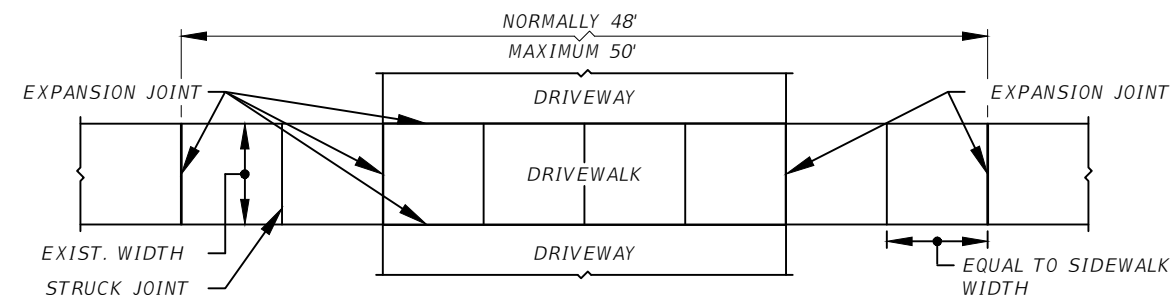 NORMALLY 48'
MAXIMUM 50'
EXPANSION JOINT
DRIVEWAY
EXPANSION JOINT
DRIVEWALK
EXIST. WIDTH
DRIVEWAY
STRUCK JOINT
EQUAL TO SIDEWALK
WIDTH